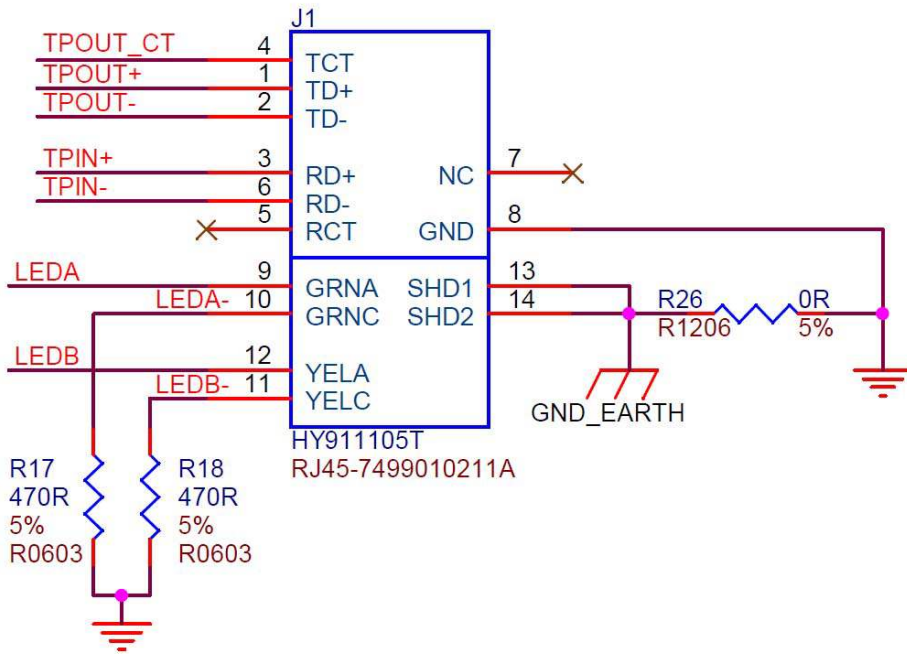 J1
TPOUT_CT 4 TCT
TPOUT+ 1 TD+
TPOUT- 2 TD-
TPIN+ 3 RD+ NC 7
TPIN- 6 RD-
5 RCT GND 8
LEDA 9 GRNA SHD1 13
LEDA- 10 GRNC SHD2 14
R26 0R
R1206 5%
LEDB 12 YELA
LEDB- 11 YELC
GND_EARTH
HY911105T
RJ45-7499010211A
R17
470R
5%
R0603
R18
470R
5%
R0603